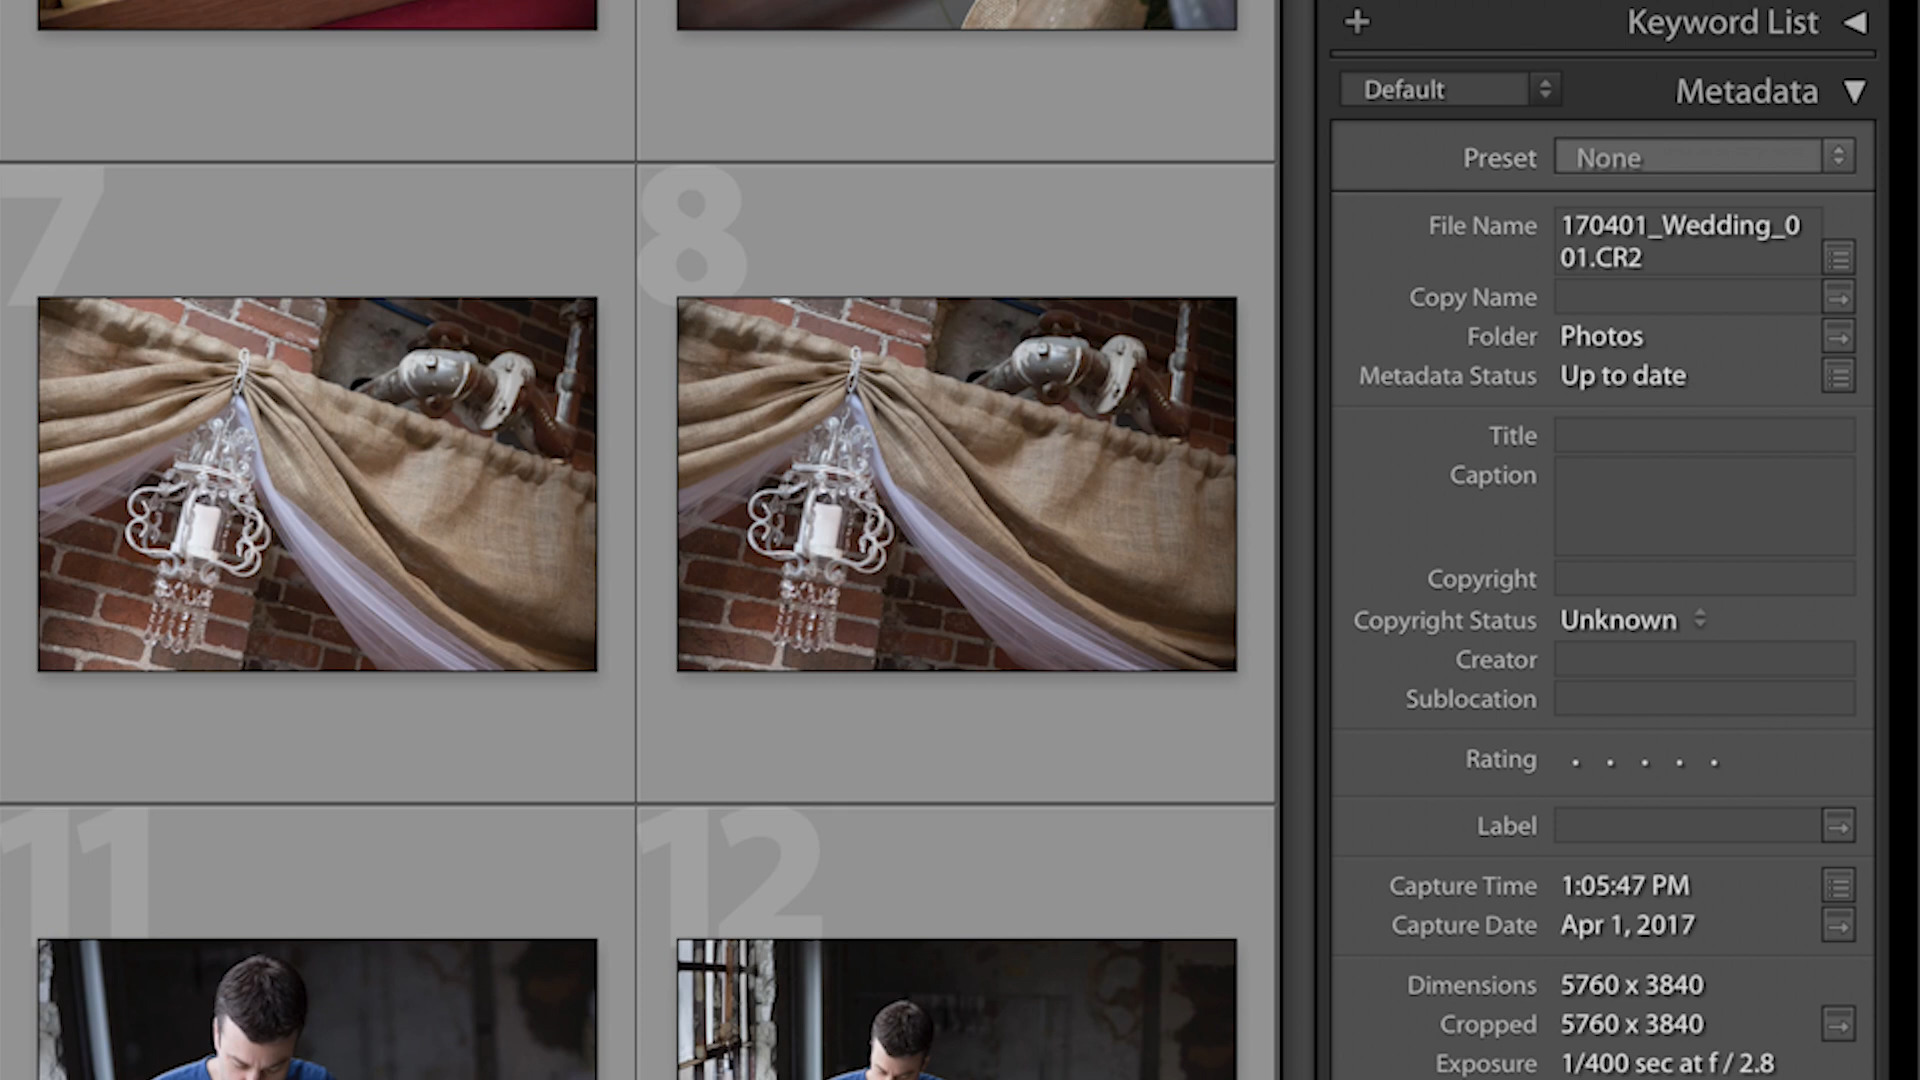 Keyword List
Default
Metadata
Preset None
File Name 170401_Wedding_0
01.CR2
Copy Name
Folder Photos
Metadata Status Up to date
Title
Caption
Copyright
Copyright Status Unknown
Creator
Sublocation
Rating
Label
Capture Time 1:05:47 PM
Capture Date Apr 1, 2017
Dimensions 5760 x 3840
Cropped 5760 x 3840
Exposure 1/400 sec at f / 2.8
7
8
11
12